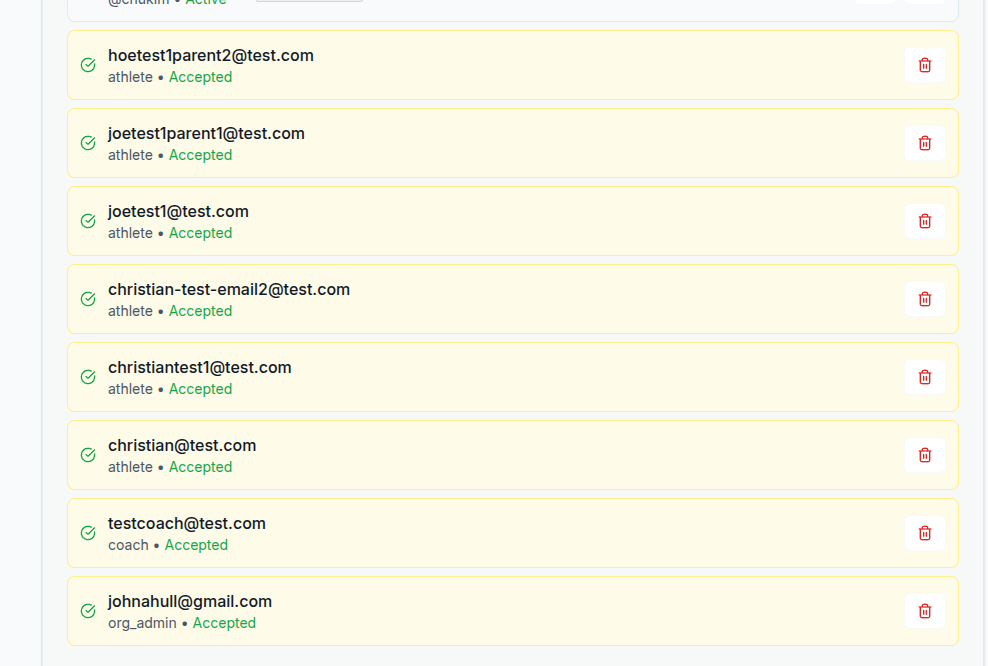 @chukim • Active
hoetest1parent2@test.com
athlete • Accepted
joetest1parent1@test.com
athlete • Accepted
joetest1@test.com
athlete • Accepted
christian-test-email2@test.com
athlete • Accepted
christiantest1@test.com
athlete • Accepted
christian@test.com
athlete • Accepted
testcoach@test.com
coach • Accepted
johnahull@gmail.com
org_admin • Accepted